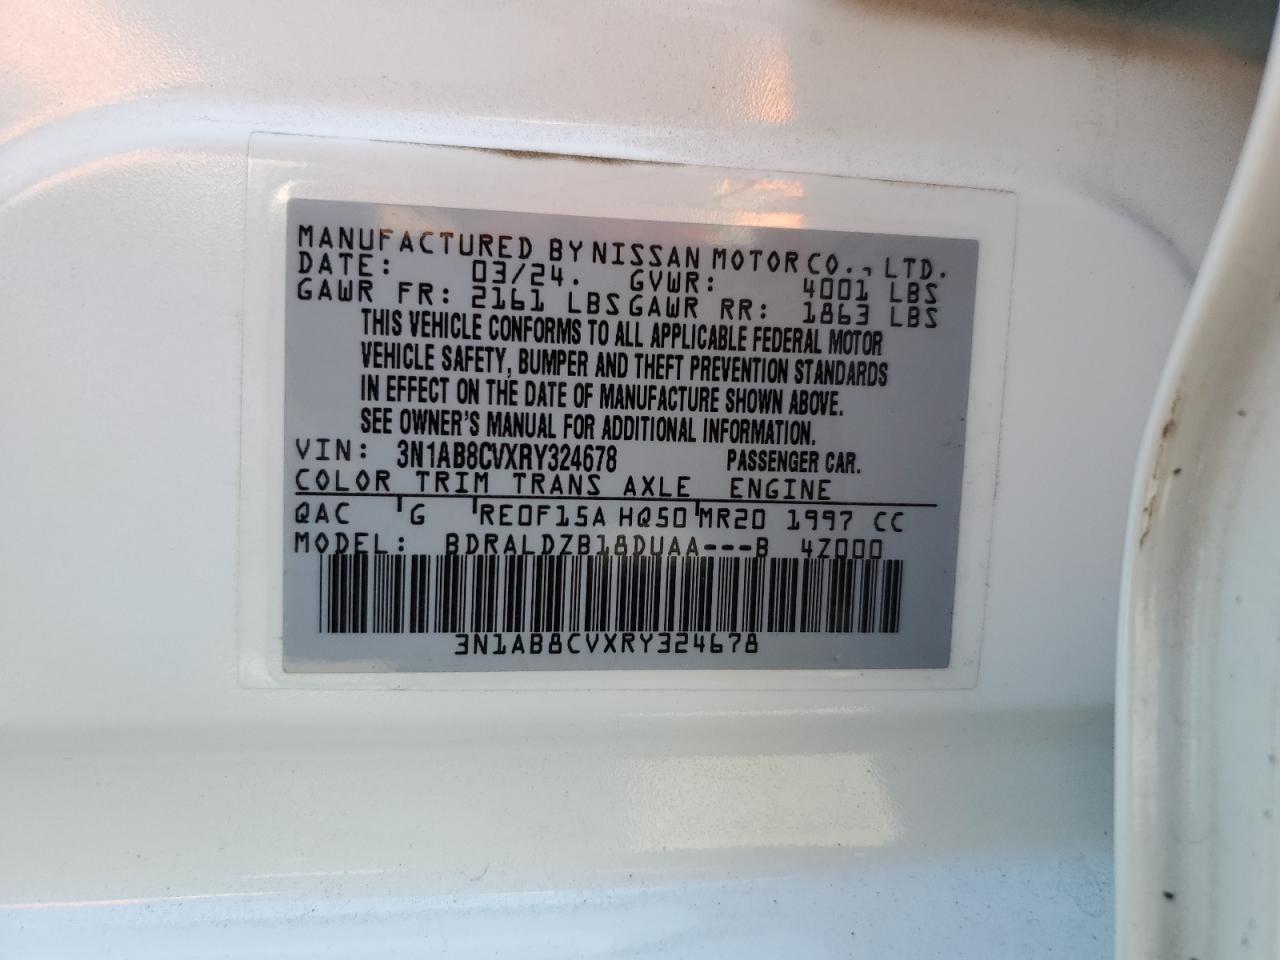 MANUFACTURED BY NISSAN MOTOR CO., LTD.
DATE: 03/24. GVWR: 4001 LBS
GAWR FR: 2161 LBS GAWR RR: 1863 LBS
THIS VEHICLE CONFORMS TO ALL APPLICABLE FEDERAL MOTOR
VEHICLE SAFETY, BUMPER AND THEFT PREVENTION STANDARDS
IN EFFECT ON THE DATE OF MANUFACTURE SHOWN ABOVE.
SEE OWNER'S MANUAL FOR ADDITIONAL INFORMATION.
VIN: 3N1AB8CVXRY324678 PASSENGER CAR.
COLOR TRIM TRANS AXLE ENGINE
QAC G RE0F15A HQ50 MR20 1997 CC
MODEL: BDRALDZB18DUAA---B 4Z000
3N1AB8CVXRY324678